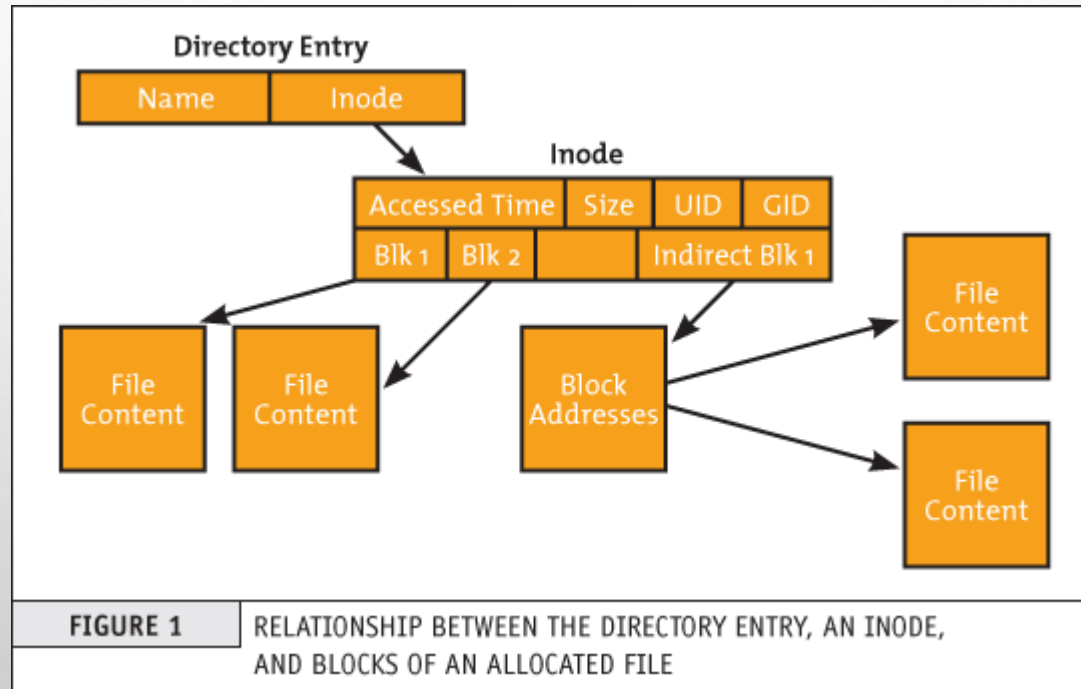 Directory Entry
Name Inode
Inode
Accessed Time Size UID GID
Blk 1 Blk 2 Indirect Blk 1
File
Content
File
Content
Block
Addresses
File
Content
File
Content
FIGURE 1 RELATIONSHIP BETWEEN THE DIRECTORY ENTRY, AN INODE,
AND BLOCKS OF AN ALLOCATED FILE